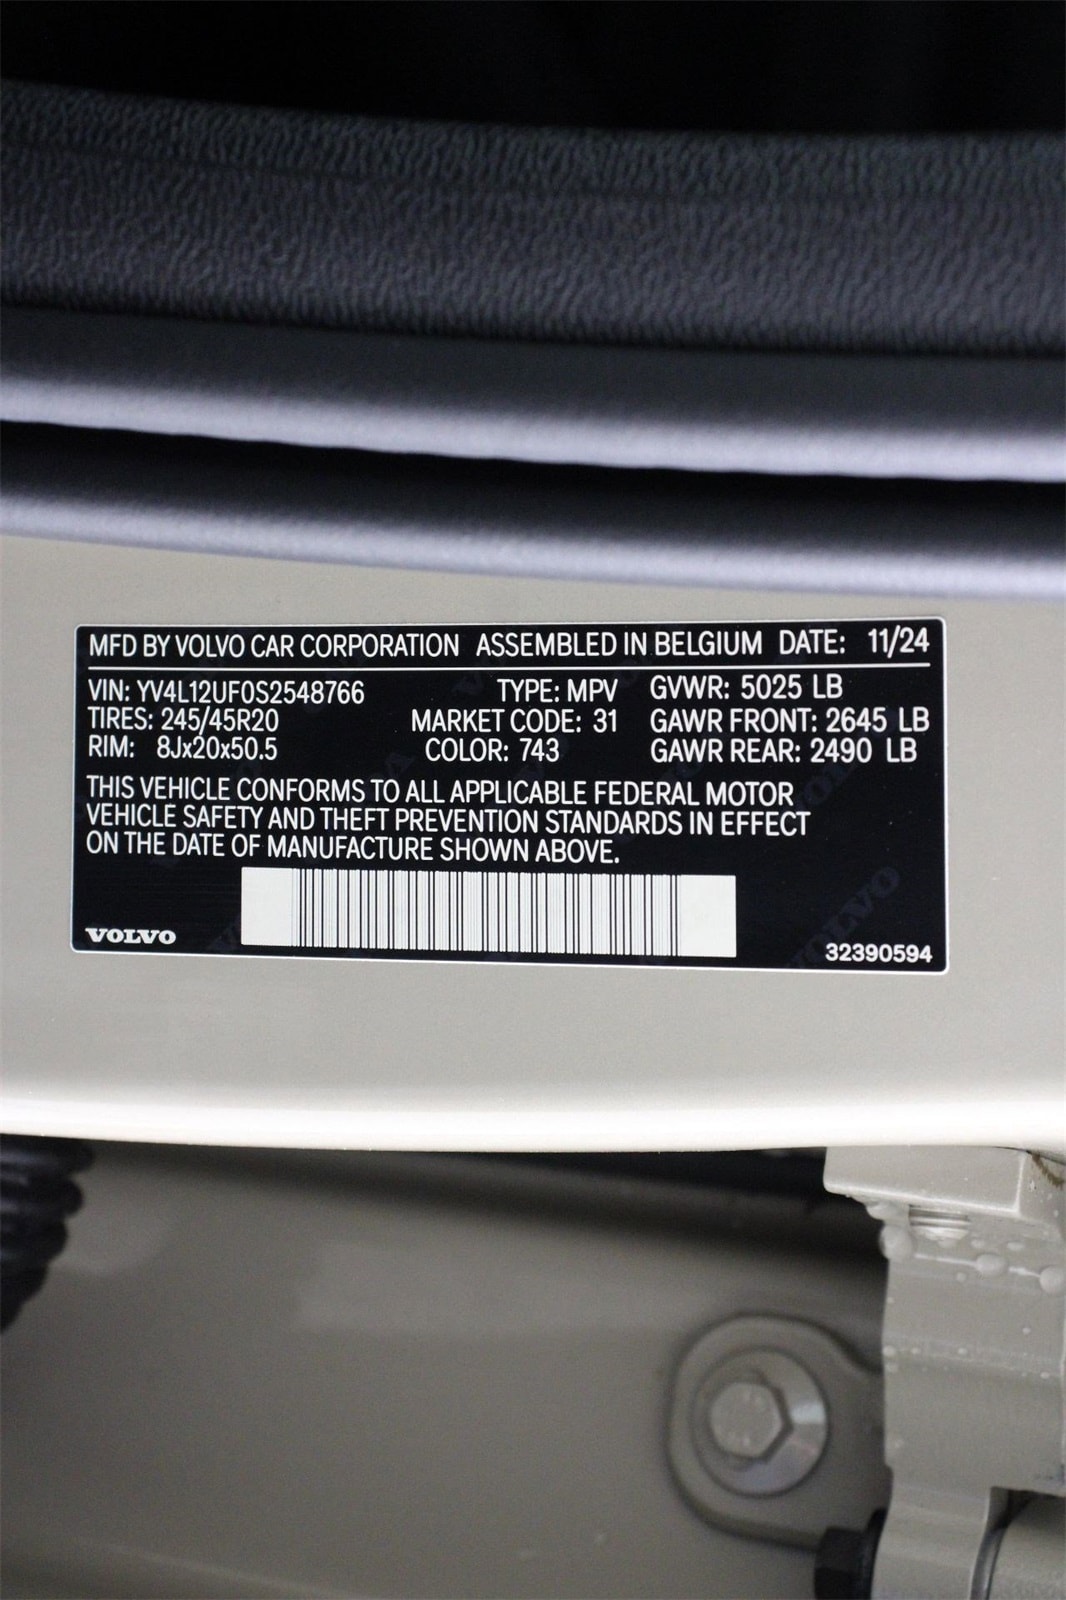 MFD BY VOLVO CAR CORPORATION ASSEMBLED IN BELGIUM DATE: 11/24
VIN: YV4L12UF0S2548766 TYPE: MPV GVWR: 5025 LB
TIRES: 245/45R20 MARKET CODE: 31 GAWR FRONT: 2645 LB
RIM: 8Jx20x50.5 COLOR: 743 GAWR REAR: 2490 LB
THIS VEHICLE CONFORMS TO ALL APPLICABLE FEDERAL MOTOR
VEHICLE SAFETY AND THEFT PREVENTION STANDARDS IN EFFECT
ON THE DATE OF MANUFACTURE SHOWN ABOVE.
VOLVO 32390594